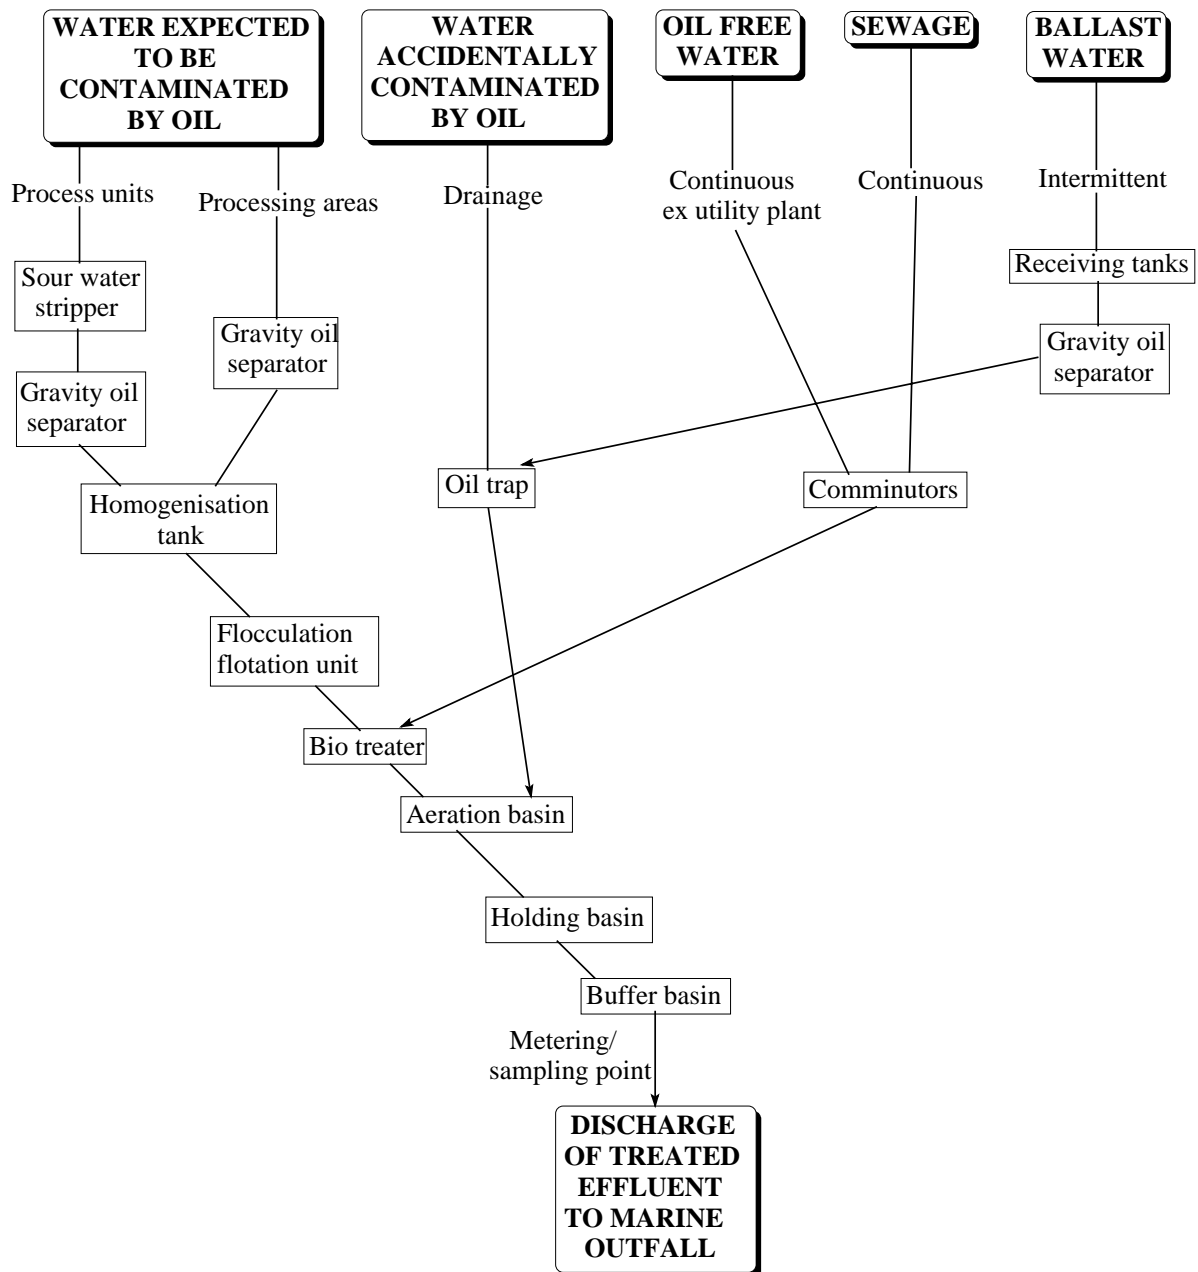 WATER EXPECTED
TO BE
CONTAMINATED
BY OIL
WATER
ACCIDENTALLY
CONTAMINATED
BY OIL
OIL FREE
WATER
SEWAGE
BALLAST
WATER
Process units
Processing areas
Drainage
Continuous
ex utility plant
Continuous
Intermittent
Sour water
stripper
Gravity oil
separator
Receiving tanks
Gravity oil
separator
Gravity oil
separator
Homogenisation
tank
Oil trap
Comminutors
Flocculation
flotation unit
Bio treater
Aeration basin
Holding basin
Buffer basin
Metering/
sampling point
DISCHARGE
OF TREATED
EFFLUENT
TO MARINE
OUTFALL